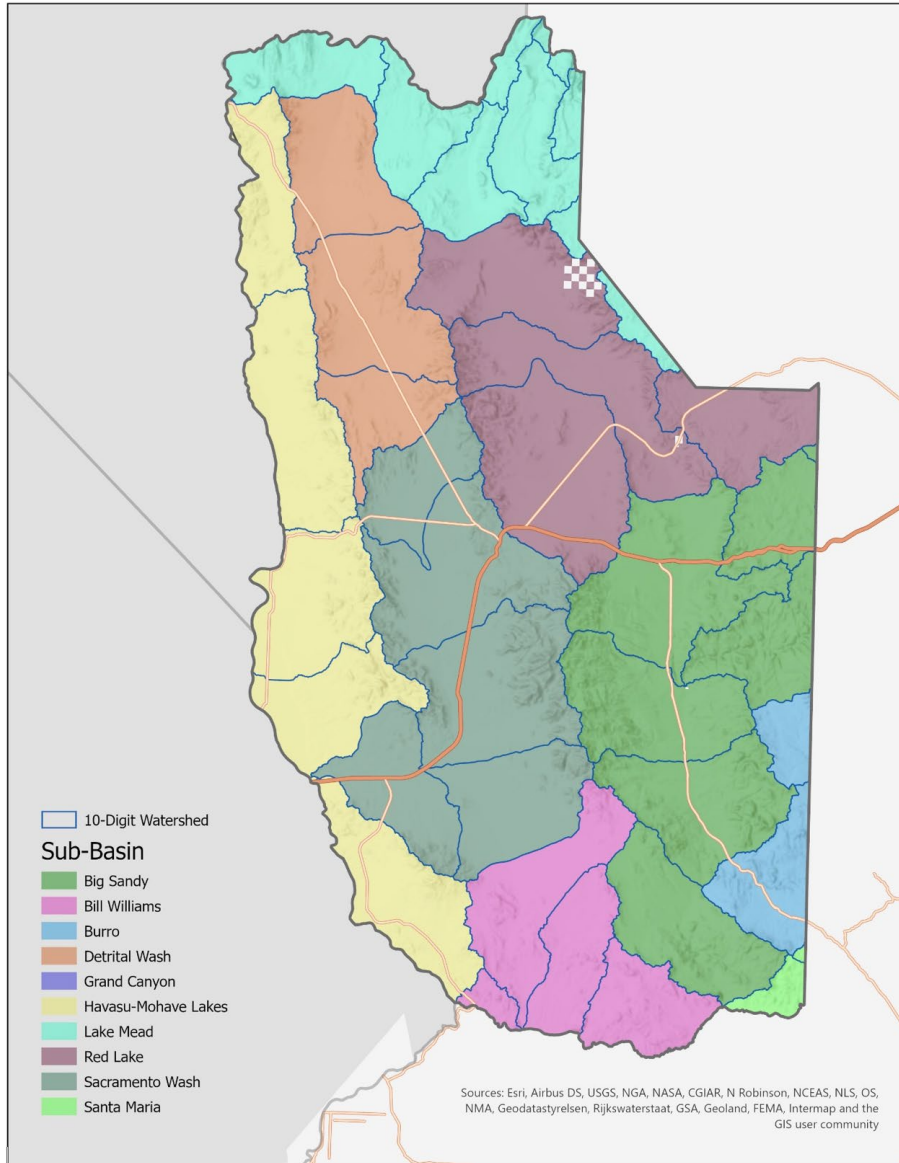 10-Digit Watershed
Sub-Basin
Big Sandy
Bill Williams
Burro
Detrital Wash
Grand Canyon
Havasu-Mohave Lakes
Lake Mead
Red Lake
Sacramento Wash
Santa Maria
Sources: Esri, Airbus DS, USGS, NGA, NASA, CGIAR, N Robinson, NCEAS, NLS, OS,
NMA, Geodatastyrelsen, Rijkswaterstaat, GSA, Geoland, FEMA, Intermap and the
GIS user community